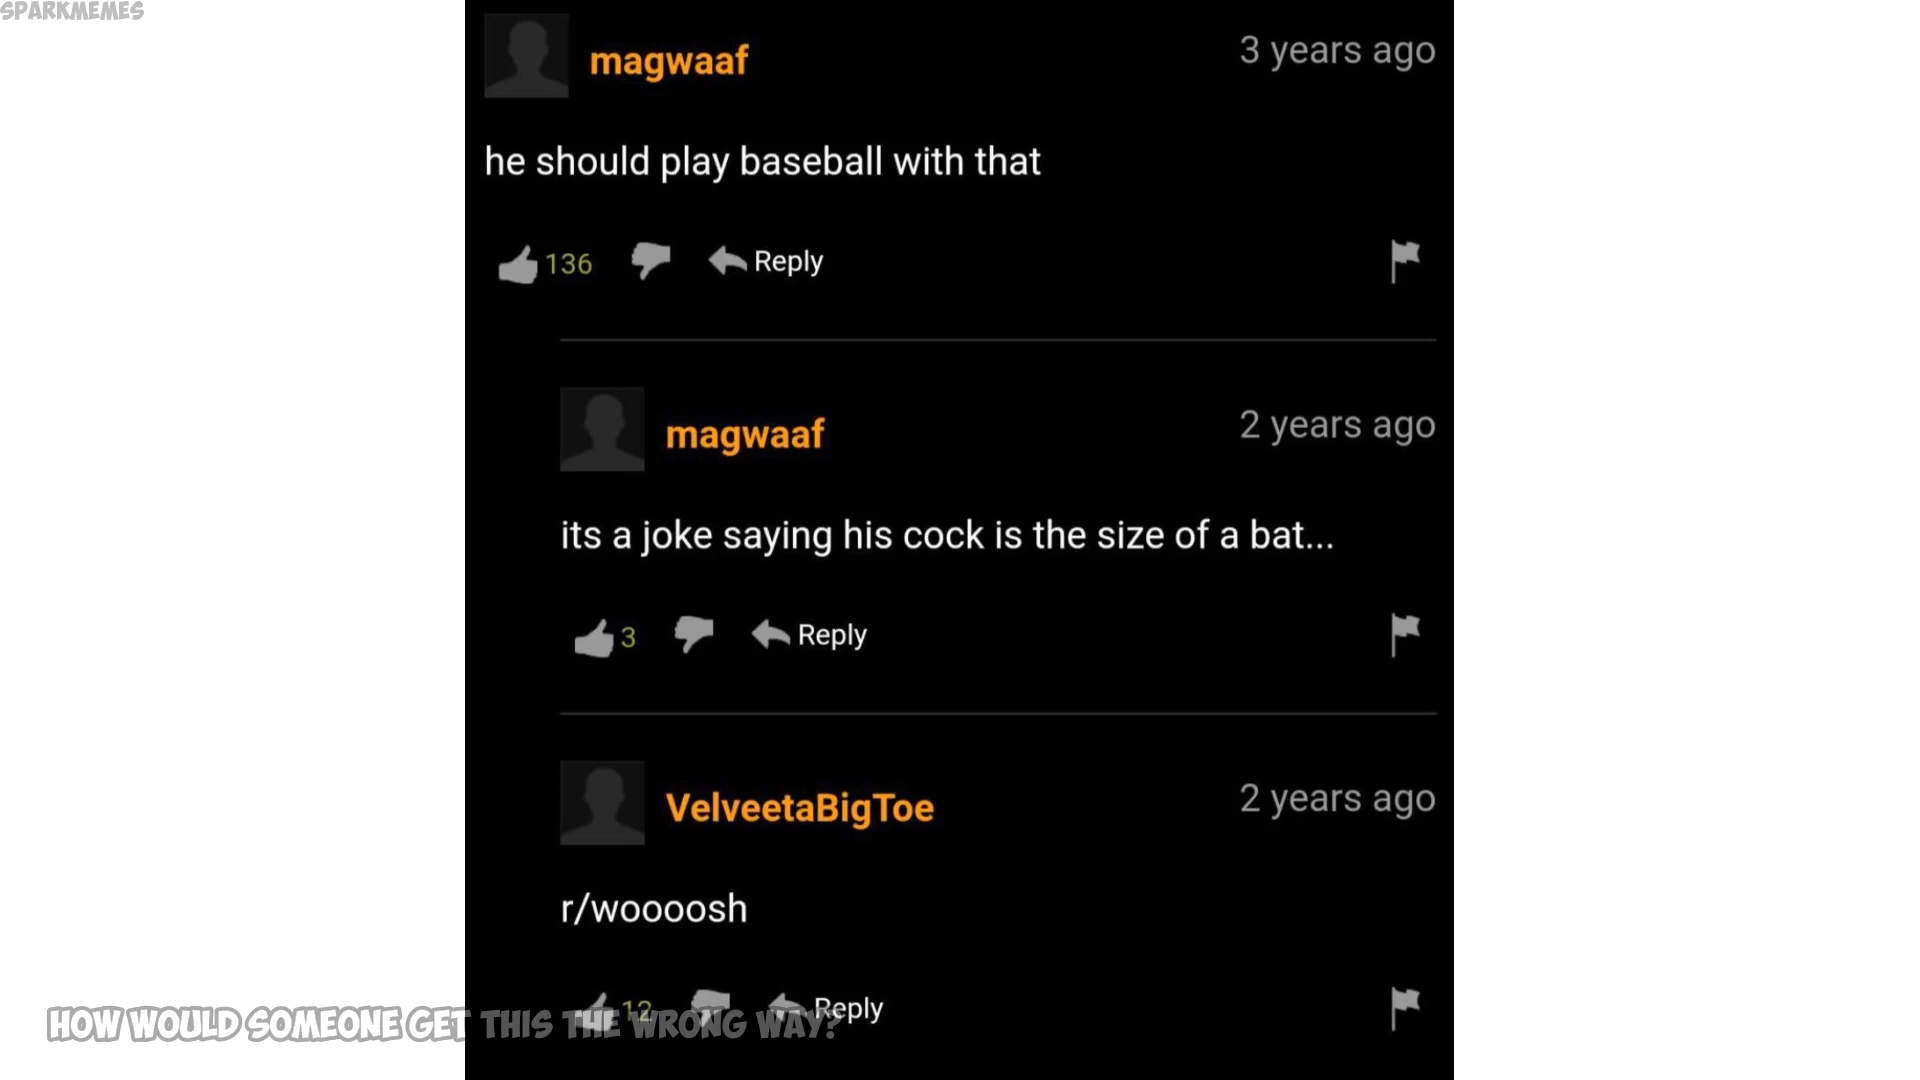 SPARKMEMES
magwaaf
3 years ago
he should play baseball with that
136
Reply
magwaaf
2 years ago
its a joke saying his cock is the size of a bat...
3
Reply
VelveetaBigToe
2 years ago
r/woooosh
12
Reply
HOW WOULD SOMEONE GET THIS THE WRONG WAY?